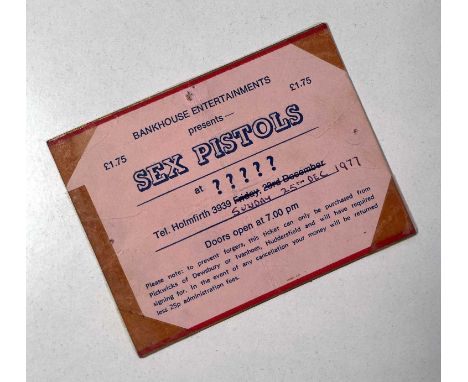 BANKHOUSE ENTERTAINMENTS
presents—
£1.75 £1.75
SEX PISTOLS
at ?????
Tel. Holmfirth 3939 Friday, 23rd December
SUNDAY 25TH DEC 1977
Doors open at 7.00 pm
Please note: to prevent forgers, this ticket can only be purchased from
Pickwicks of Dewsbury or Ivanhoes, Huddersfield and will have required
signing for. In the event of any cancellation your money will be returned
less 25p administration fees.